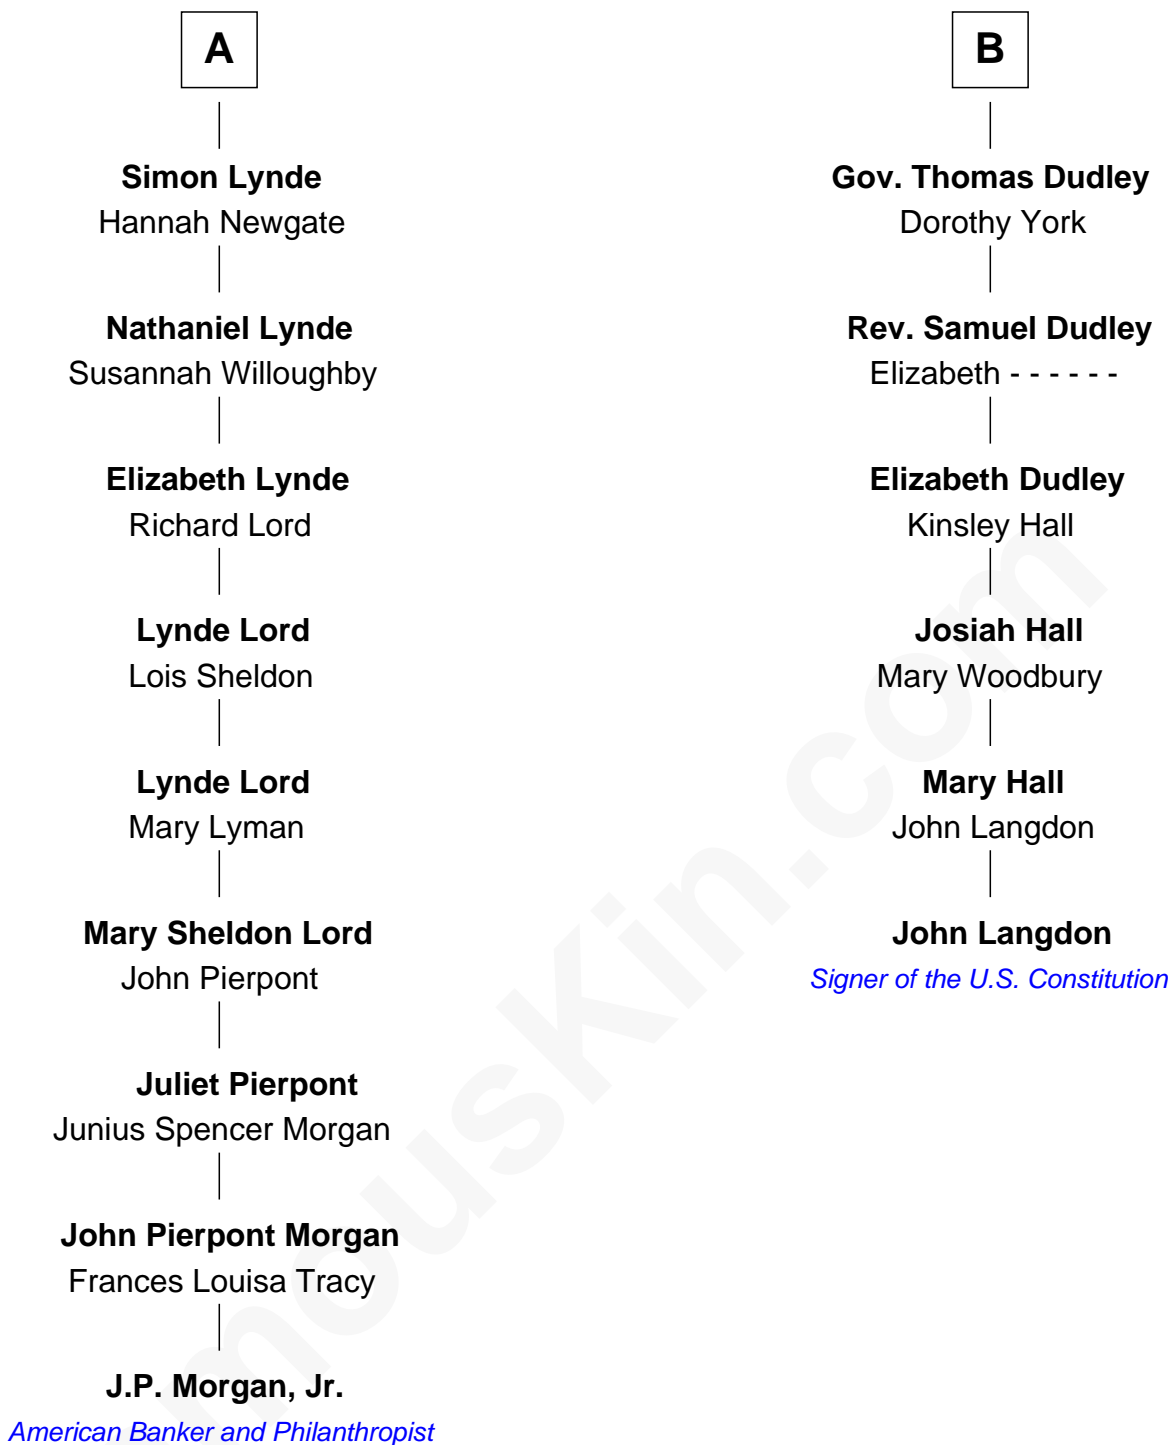 A
Simon Lynde
Hannah Newgate
Nathaniel Lynde
Susannah Willoughby
Elizabeth Lynde
Richard Lord
Lynde Lord
Lois Sheldon
Lynde Lord
Mary Lyman
Mary Sheldon Lord
John Pierpont
Juliet Pierpont
Junius Spencer Morgan
John Pierpont Morgan
Frances Louisa Tracy
J.P. Morgan, Jr.
American Banker and Philanthropist
B
Gov. Thomas Dudley
Dorothy York
Rev. Samuel Dudley
Elizabeth - - - - - -
Elizabeth Dudley
Kinsley Hall
Josiah Hall
Mary Woodbury
Mary Hall
John Langdon
John Langdon
Signer of the U.S. Constitution
mousKin.com